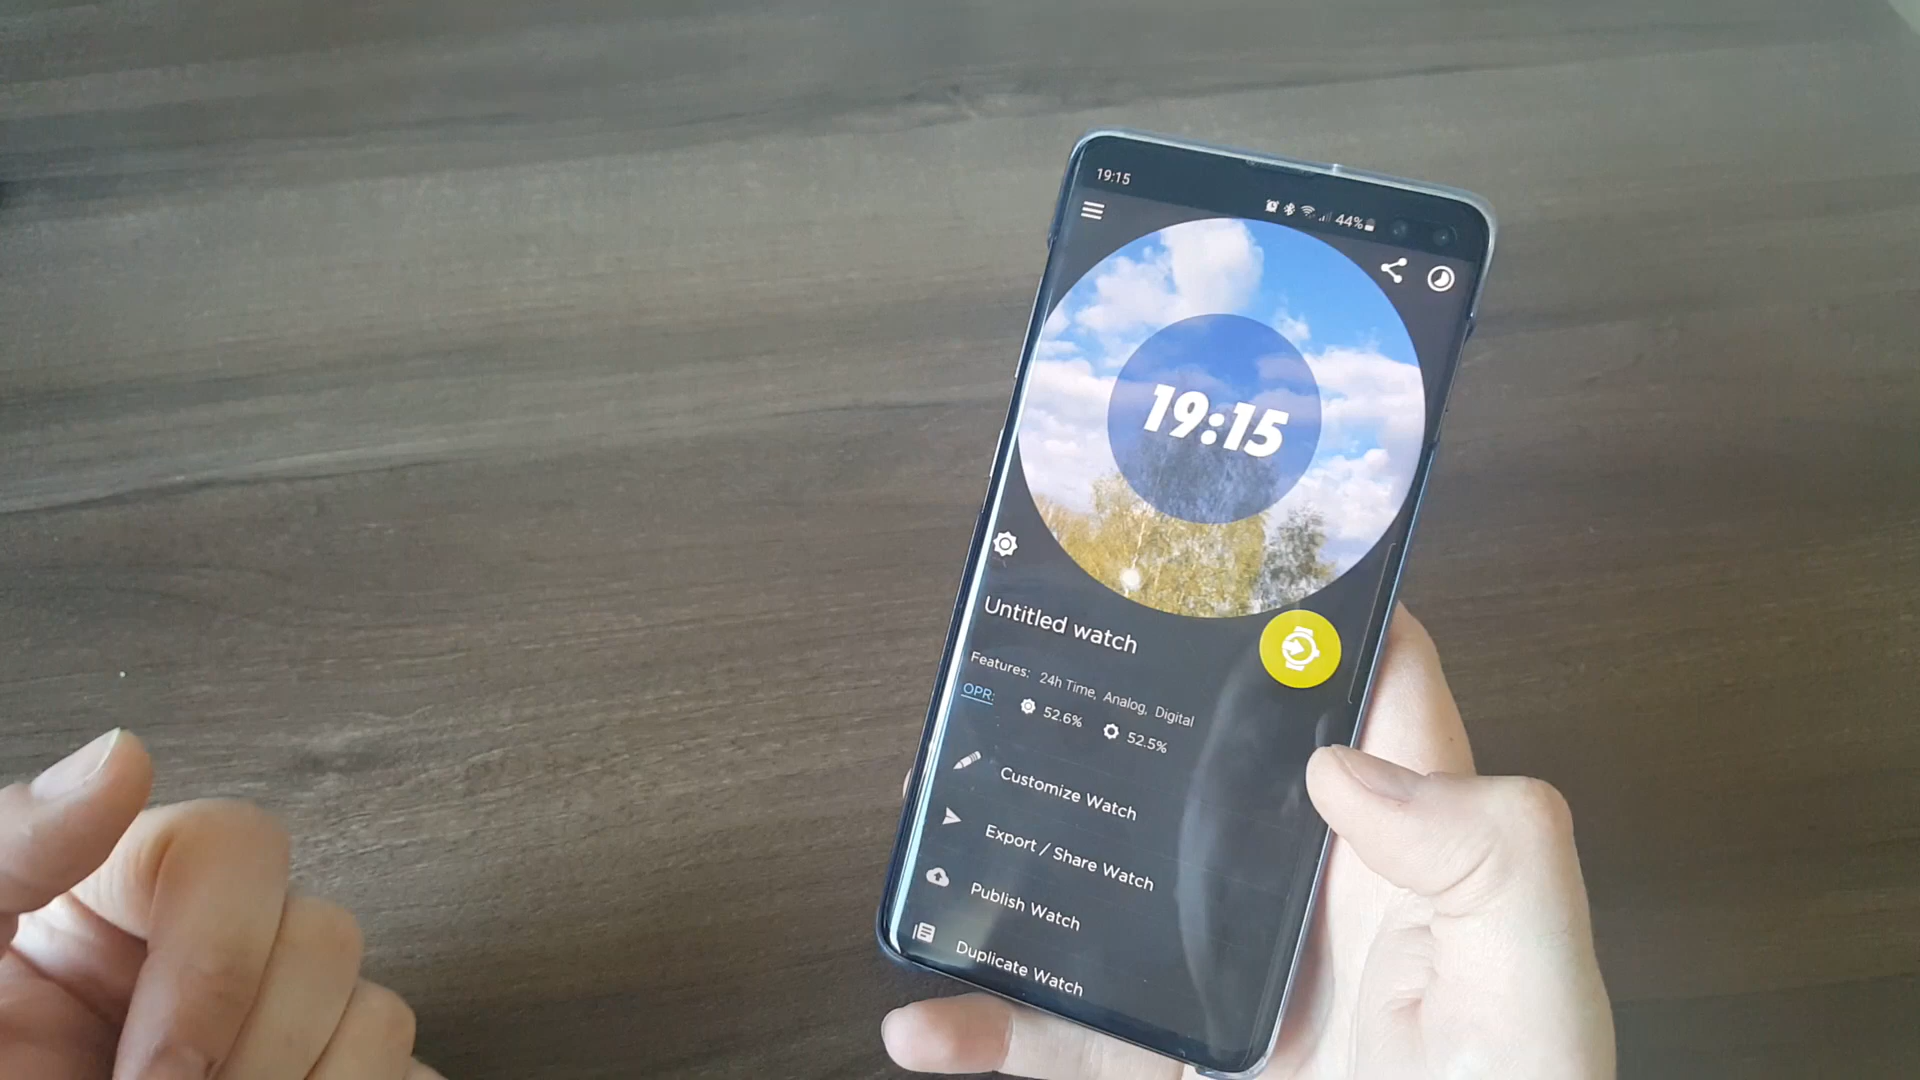 19:15
44%
19:15
Untitled watch
Features: 24h Time, Analog, Digital
OPR: 52.6% 52.5%
Customize Watch
Export / Share Watch
Publish Watch
Duplicate Watch